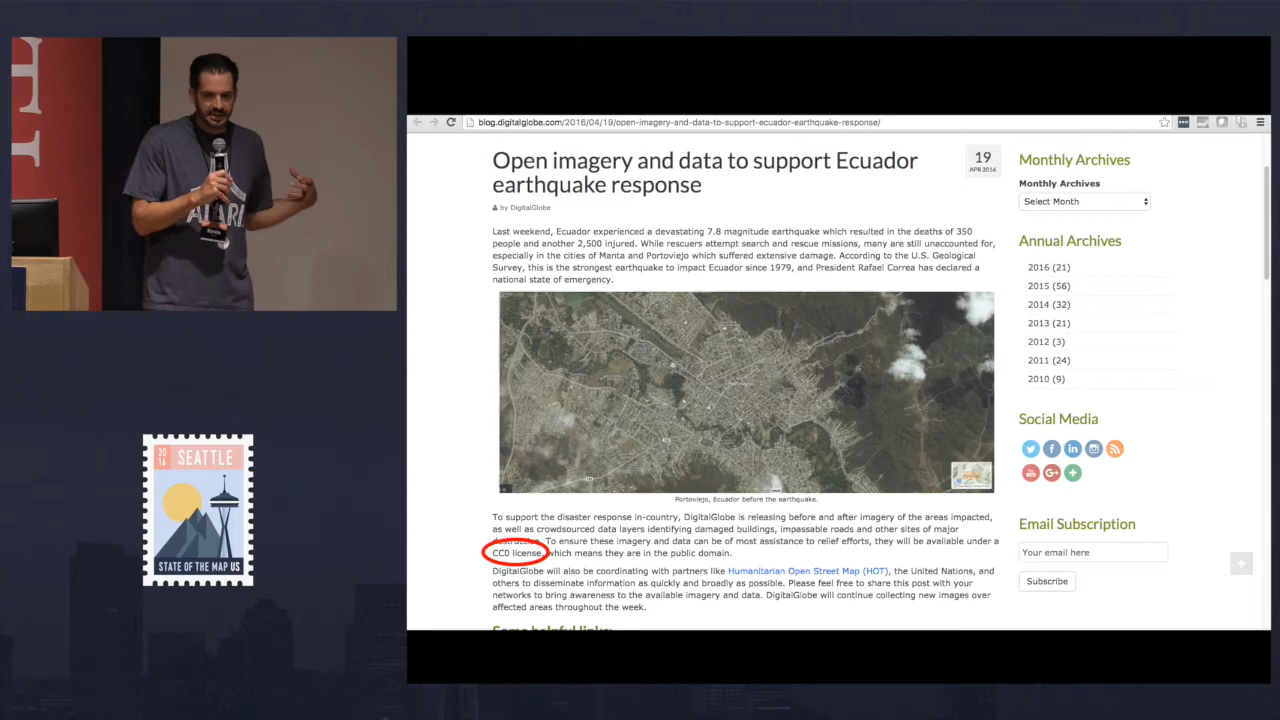 ATARI
blog.digitalglobe.com/2016/04/19/open-imagery-and-data-to-support-ecuador-earthquake-response/
Open imagery and data to support Ecuador
earthquake response
19
APR 2016
by DigitalGlobe
Last weekend, Ecuador experienced a devastating 7.8 magnitude earthquake which resulted in the deaths of 350
people and another 2,500 injured. While rescuers attempt search and rescue missions, many are still unaccounted for,
especially in the cities of Manta and Portoviejo which suffered extensive damage. According to the U.S. Geological
Survey, this is the strongest earthquake to impact Ecuador since 1979, and President Rafael Correa has declared a
national state of emergency.
Portoviejo, Ecuador before the earthquake.
To support the disaster response in-country, DigitalGlobe is releasing before and after imagery of the areas impacted,
as well as crowdsourced data layers identifying damaged buildings, impassable roads and other sites of major
destruction. To ensure these imagery and data can be of most assistance to relief efforts, they will be available under a
CC0 license, which means they are in the public domain.
DigitalGlobe will also be coordinating with partners like Humanitarian Open Street Map (HOT), the United Nations, and
others to disseminate information as quickly and broadly as possible. Please feel free to share this post with your
networks to bring awareness to the available imagery and data. DigitalGlobe will continue collecting new images over
affected areas throughout the week.
Some helpful links:
Monthly Archives
Monthly Archives
Select Month
Annual Archives
2016 (21)
2015 (56)
2014 (32)
2013 (21)
2012 (3)
2011 (24)
2010 (9)
Social Media
Email Subscription
Your email here
Subscribe
2016 SEATTLE
STATE OF THE MAP US